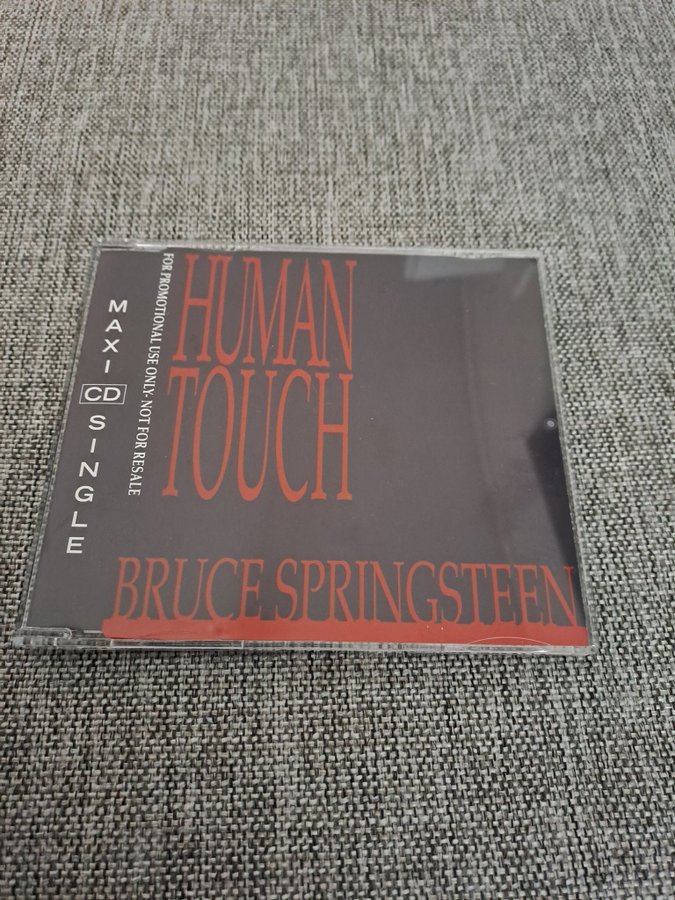 MAXI CD SINGLE
FOR PROMOTIONAL USE ONLY - NOT FOR RESALE
HUMAN
TOUCH
BRUCE SPRINGSTEEN